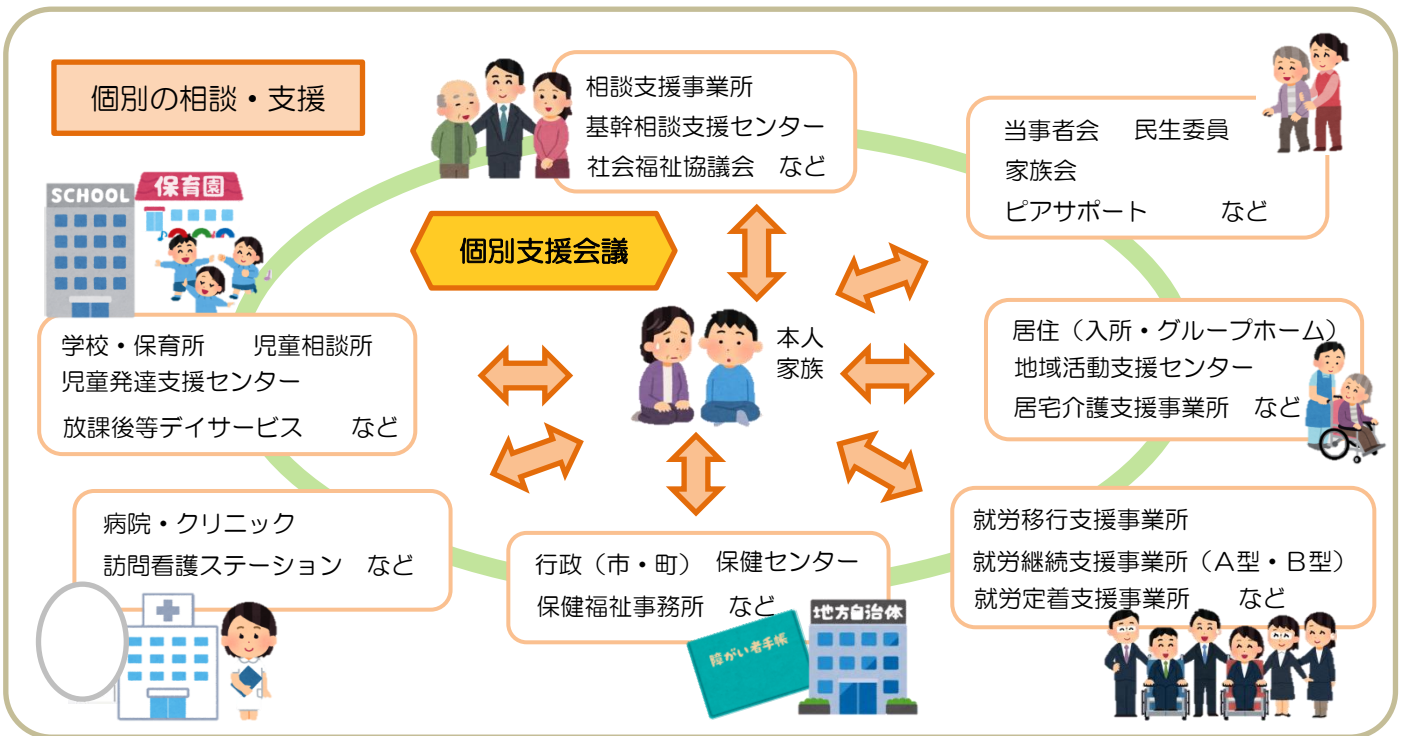 個別の相談・支援
相談支援事業所
基幹相談支援センター
社会福祉協議会　など
当事者会　民生委員
家族会
ピアサポート　など
SCHOOL
保育園
個別支援会議
本人
家族
学校・保育所　児童相談所
児童発達支援センター
放課後等デイサービス　など
居住（入所・グループホーム）
地域活動支援センター
居宅介護支援事業所　など
病院・クリニック
訪問看護ステーション　など
行政（市・町）　保健センター
保健福祉事務所　など
障がい者手帳
地方自治体
就労移行支援事業所
就労継続支援事業所（A型・B型）
就労定着支援事業所　など